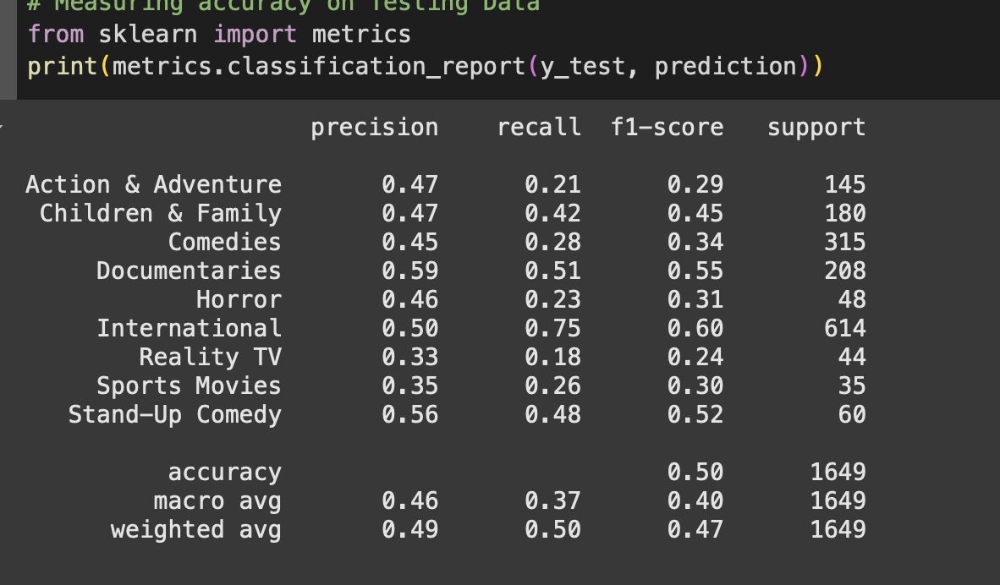 # Measuring accuracy on Testing Data
from sklearn import metrics
print(metrics.classification_report(y_test, prediction))
precision recall f1-score support
Action & Adventure 0.47 0.21 0.29 145
Children & Family 0.47 0.42 0.45 180
Comedies 0.45 0.28 0.34 315
Documentaries 0.59 0.51 0.55 208
Horror 0.46 0.23 0.31 48
International 0.50 0.75 0.60 614
Reality TV 0.33 0.18 0.24 44
Sports Movies 0.35 0.26 0.30 35
Stand-Up Comedy 0.56 0.48 0.52 60
accuracy 0.50 1649
macro avg 0.46 0.37 0.40 1649
weighted avg 0.49 0.50 0.47 1649